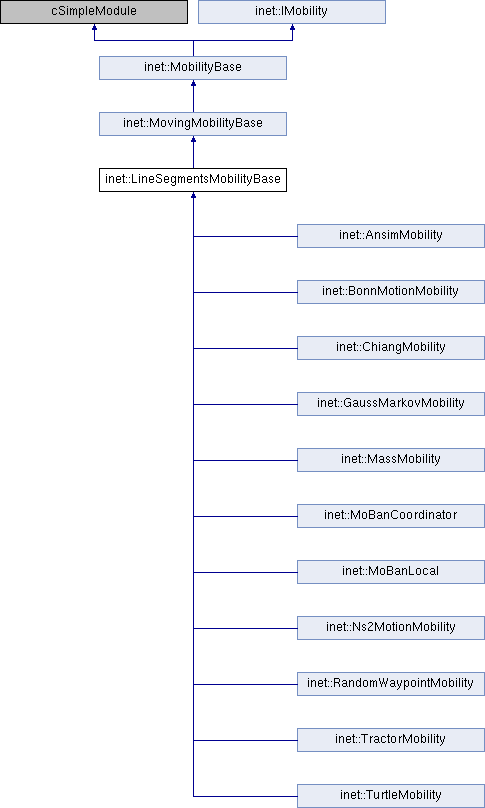 cSimpleModule
inet::IMobility
inet::MobilityBase
inet::MovingMobilityBase
inet::LineSegmentsMobilityBase
inet::AnsimMobility
inet::BonnMotionMobility
inet::ChiangMobility
inet::GaussMarkovMobility
inet::MassMobility
inet::MoBanCoordinator
inet::MoBanLocal
inet::Ns2MotionMobility
inet::RandomWaypointMobility
inet::TractorMobility
inet::TurtleMobility